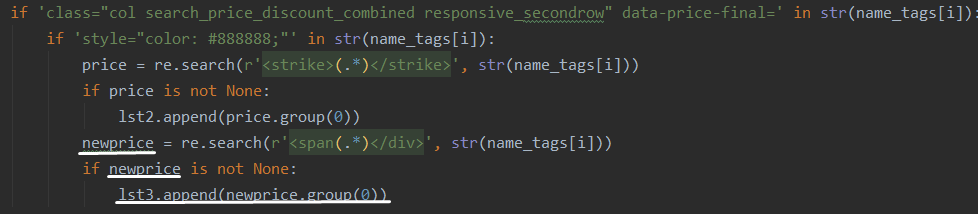 if 'class="col search_price_discount_combined responsive_secondrow" data-price-final=' in str(name_tags[i]):
if 'style="color: #888888;"' in str(name_tags[i]):
price = re.search(r'<strike>(.*)</strike>', str(name_tags[i]))
if price is not None:
lst2.append(price.group(0))
newprice = re.search(r'<span(.*)</div>', str(name_tags[i]))
if newprice is not None:
lst3.append(newprice.group(0))